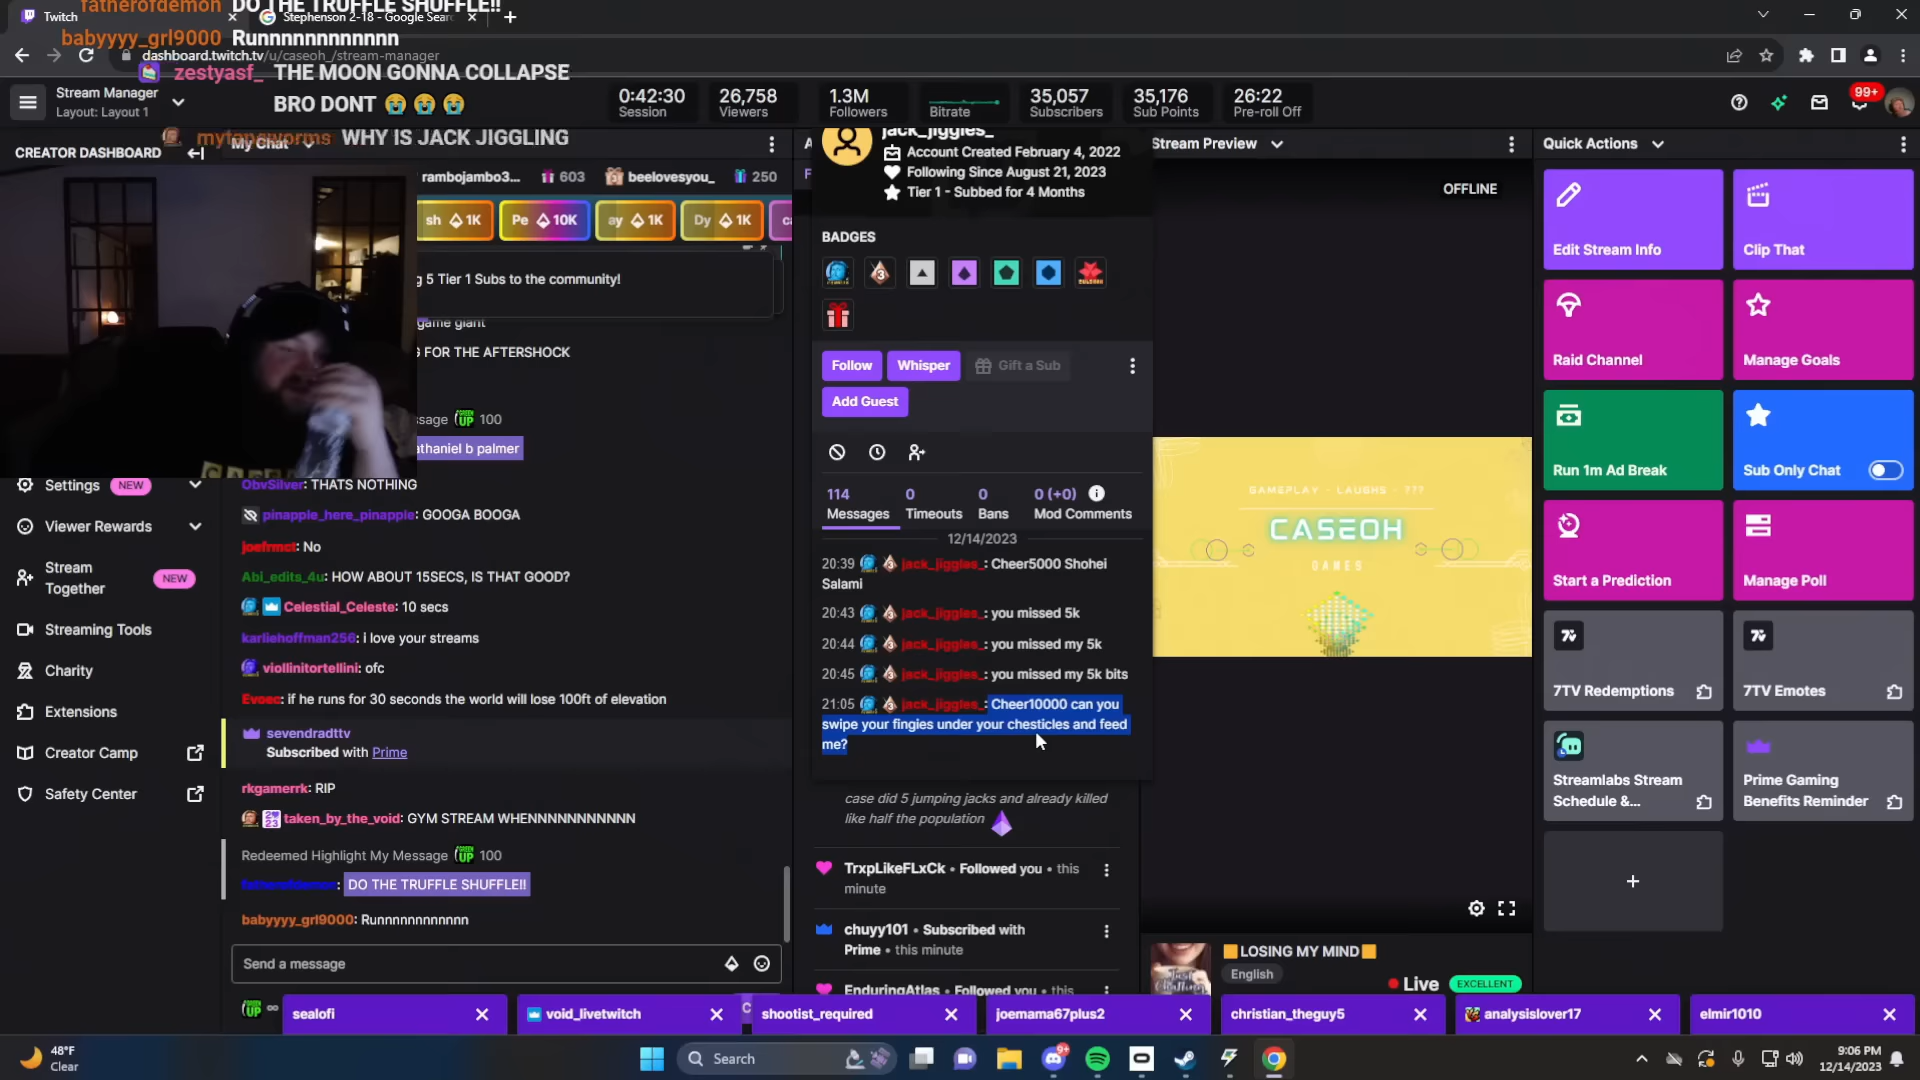 fatherofdemon DO THE TRUFFLE SHUFFLE!!
babyyyy_grl9000 Runnnnnnnnnnnn
zestyasf_ THE MOON GONNA COLLAPSE
BRO DONT 😭 😭 😭
WHY IS JACK JIGGLING
Twitch
Stephenson 2-18 - Google Sear
dashboard.twitch.tv/u/caseoh_/stream-manager
Stream Manager
Layout: Layout 1
0:42:30
Session
26,758
Viewers
1.3M
Followers
Bitrate
35,057
Subscribers
35,176
Sub Points
26:22
Pre-roll Off
99+
CREATOR DASHBOARD
My Chat
rambojambo3... 603
beelovesyou_ 250
sh 1K
Pe 10K
ay 1K
Dy 1K
g 5 Tier 1 Subs to the community!
game giant
FOR THE AFTERSHOCK
ssage 100
athaniel b palmer
ObvSilver: THATS NOTHING
pinapple_here_pinapple: GOOGA BOOGA
joefrmct: No
Abi_edits_4u: HOW ABOUT 15SECS, IS THAT GOOD?
Celestial_Celeste: 10 secs
karliehoffman256: i love your streams
viollinitortellini: ofc
Evoec: if he runs for 30 seconds the world will lose 100ft of elevation
sevendradttv
Subscribed with Prime
rkgamerrk: RIP
taken_by_the_void: GYM STREAM WHENNNNNNNNNNN
Redeemed Highlight My Message 100
fatherofdemon: DO THE TRUFFLE SHUFFLE!!
babyyyy_grl9000: Runnnnnnnnnnnn
Send a message
Settings NEW
Viewer Rewards
Stream
Together NEW
Streaming Tools
Charity
Extensions
Creator Camp
Safety Center
jack_jiggles_
Account Created February 4, 2022
Following Since August 21, 2023
Tier 1 - Subbed for 4 Months
BADGES
Follow
Whisper
Gift a Sub
Add Guest
114
Messages
0
Timeouts
0
Bans
0 (+0)
Mod Comments
12/14/2023
20:39 jack_jiggles_: Cheer5000 Shohei
Salami
20:43 jack_jiggles_: you missed 5k
20:44 jack_jiggles_: you missed my 5k
20:45 jack_jiggles_: you missed my 5k bits
21:05 jack_jiggles_: Cheer10000 can you
swipe your fingies under your chesticles and feed
me?
case did 5 jumping jacks and already killed
like half the population
TrxpLikeFLxCk • Followed you • this
minute
chuyy101 • Subscribed with
Prime • this minute
EnduringAtlas • Followed you • this
Stream Preview
OFFLINE
GAMEPLAY - LAUGHS - ???
CASEOH
GAMES
LOSING MY MIND
English
Live EXCELLENT
Quick Actions
Edit Stream Info
Clip That
Raid Channel
Manage Goals
Run 1m Ad Break
Sub Only Chat
Start a Prediction
Manage Poll
7TV Redemptions
7TV Emotes
Streamlabs Stream
Schedule &...
Prime Gaming
Benefits Reminder
sealofi
void_livetwitch
shootist_required
joemama67plus2
christian_theguy5
analysislover17
elmir1010
48°F
Clear
Search
9+
9:06 PM
12/14/2023